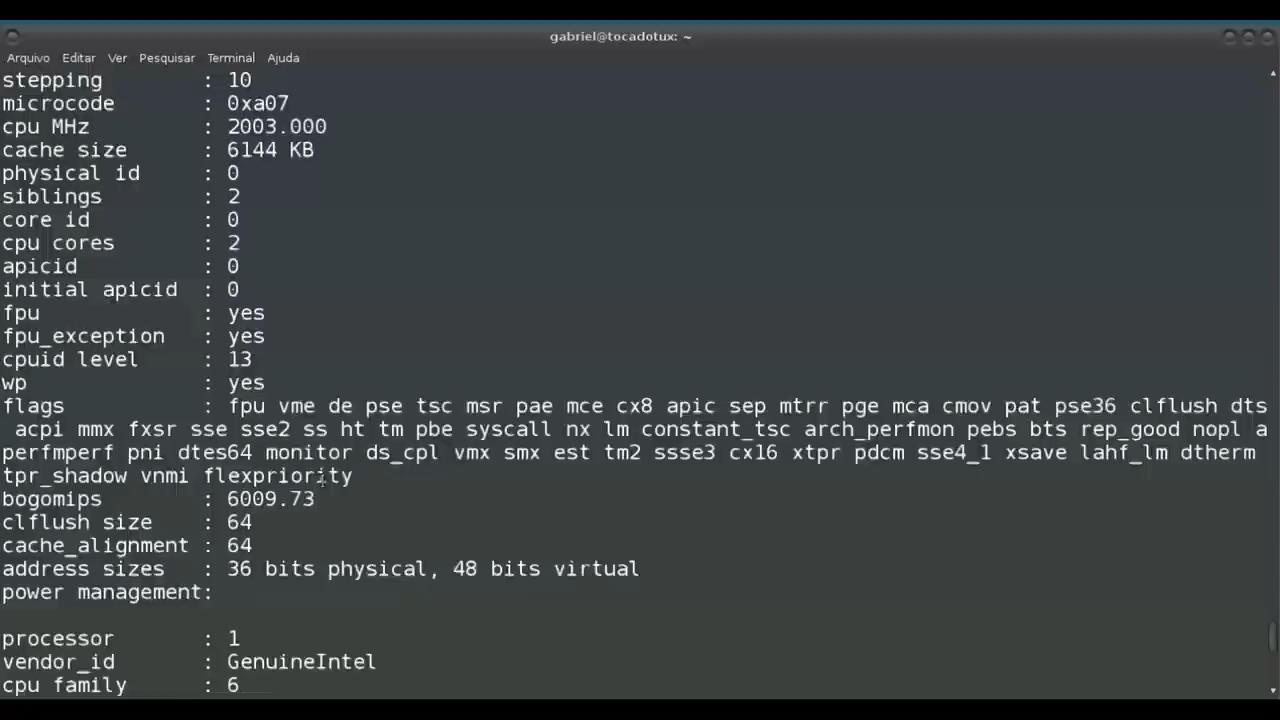 gabriel@tocadotux: ~
Arquivo Editar Ver Pesquisar Terminal Ajuda
stepping : 10
microcode : 0xa07
cpu MHz : 2003.000
cache size : 6144 KB
physical id : 0
siblings : 2
core id : 0
cpu cores : 2
apicid : 0
initial apicid : 0
fpu : yes
fpu_exception : yes
cpuid level : 13
wp : yes
flags : fpu vme de pse tsc msr pae mce cx8 apic sep mtrr pge mca cmov pat pse36 clflush dts
acpi mmx fxsr sse sse2 ss ht tm pbe syscall nx lm constant_tsc arch_perfmon pebs bts rep_good nopl a
perfmperf pni dtes64 monitor ds_cpl vmx smx est tm2 ssse3 cx16 xtpr pdcm sse4_1 xsave lahf_lm dtherm
tpr_shadow vnmi flexpriority
bogomips : 6009.73
clflush size : 64
cache_alignment : 64
address sizes : 36 bits physical, 48 bits virtual
power management:
processor : 1
vendor_id : GenuineIntel
cpu family : 6